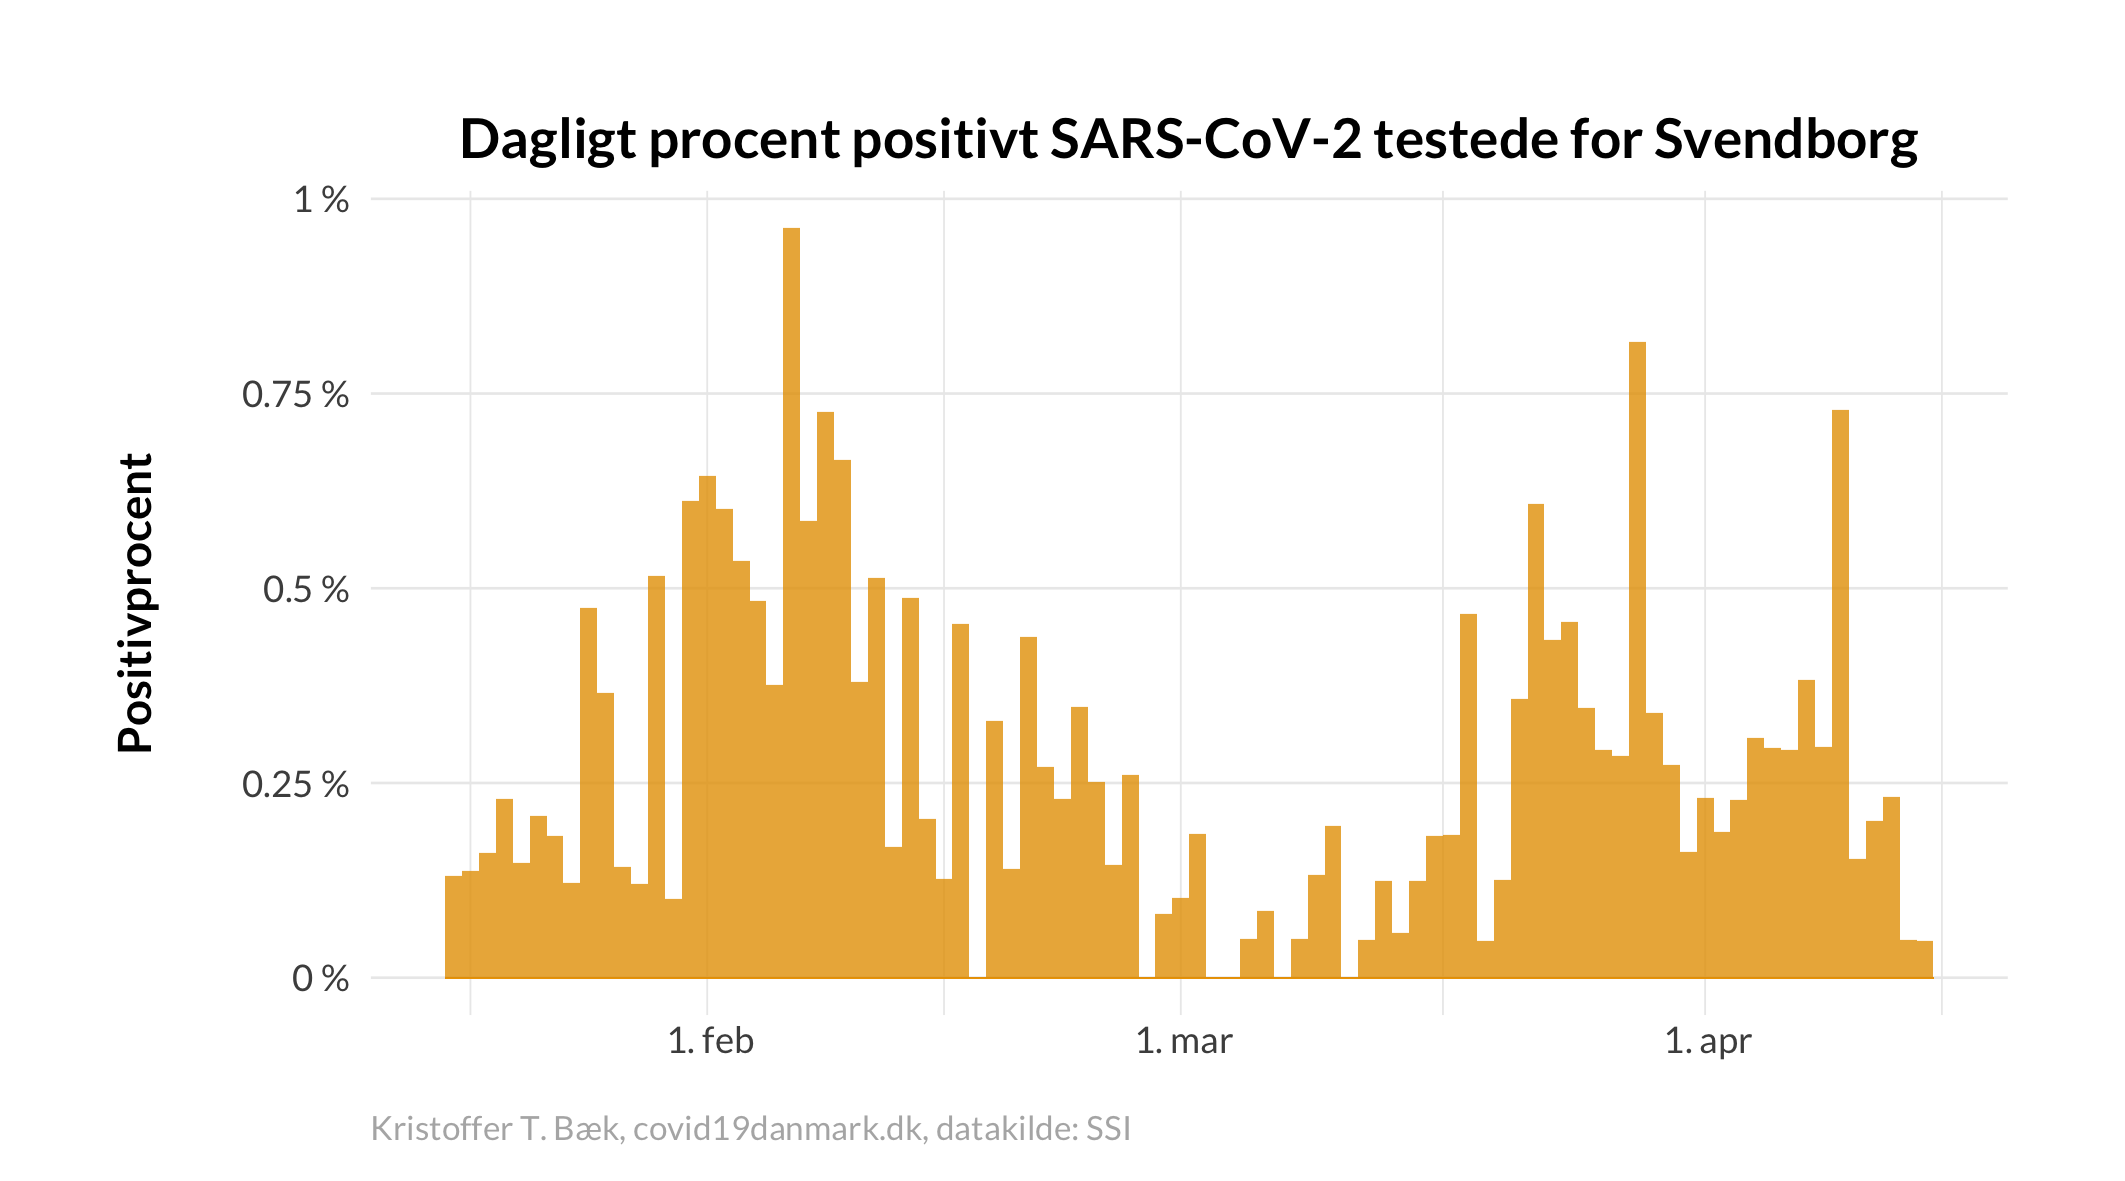 Dagligt procent positivt SARS-CoV-2 testede for Svendborg
Positivprocent
1 %
0.75 %
0.5 %
0.25 %
0 %
1. feb
1. mar
1. apr
Kristoffer T. Bæk, covid19danmark.dk, datakilde: SSI